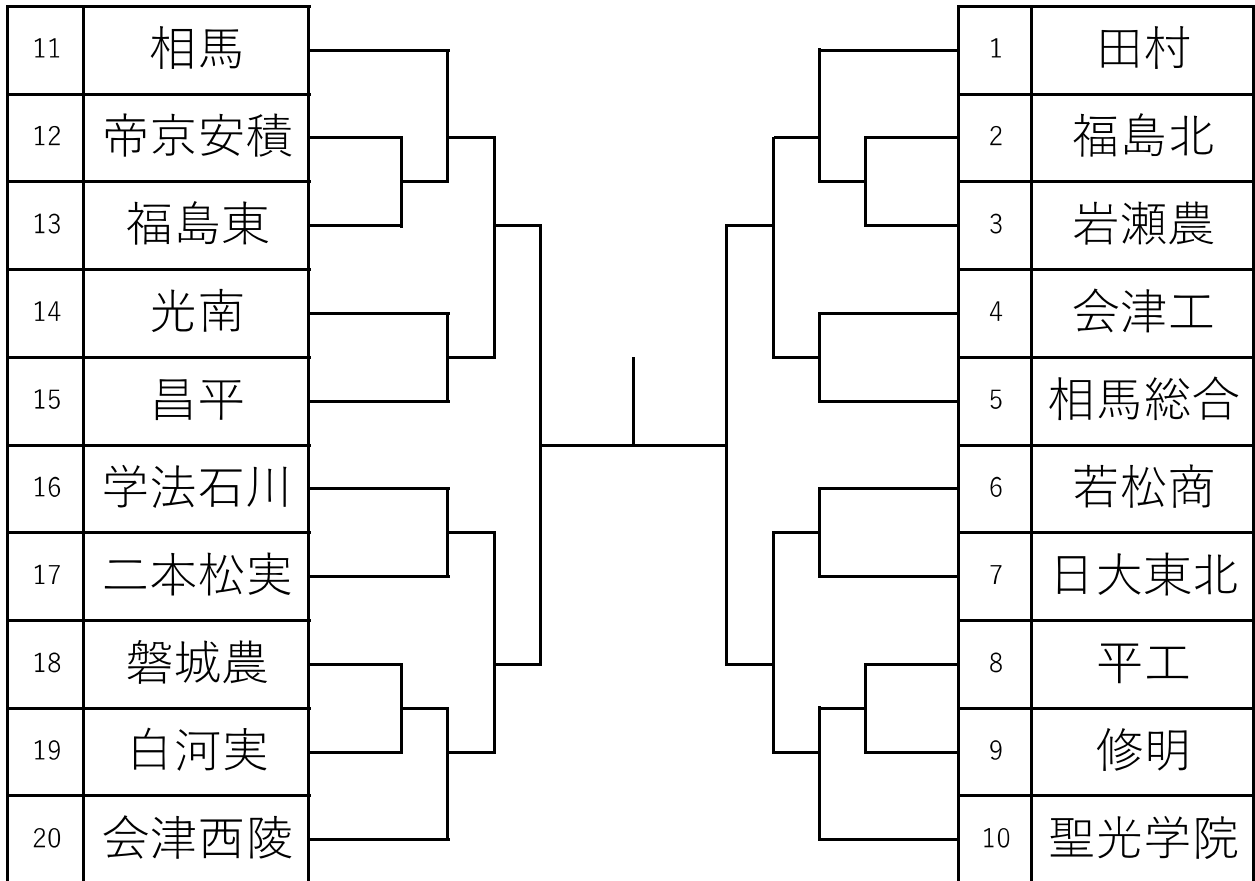 11 相馬
12 帝京安積
13 福島東
14 光南
15 昌平
16 学法石川
17 二本松実
18 磐城農
19 白河実
20 会津西陵
1 田村
2 福島北
3 岩瀬農
4 会津工
5 相馬総合
6 若松商
7 日大東北
8 平工
9 修明
10 聖光学院